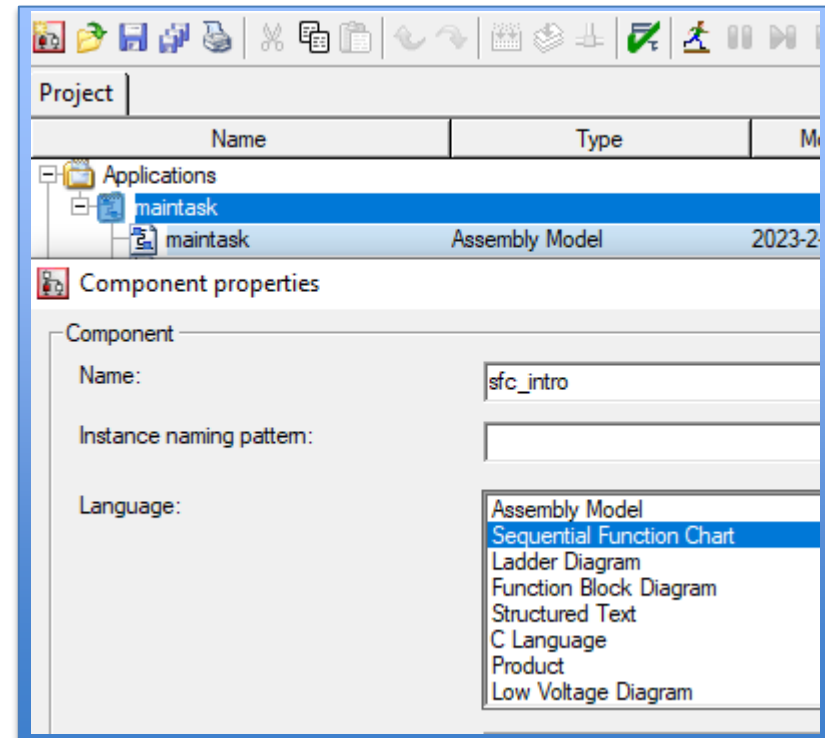 Project
Name Type M
Applications
maintask
maintask Assembly Model 2023-2-
Component properties
Component
Name: sfc_intro
Instance naming pattern:
Language: Assembly Model
Sequential Function Chart
Ladder Diagram
Function Block Diagram
Structured Text
C Language
Product
Low Voltage Diagram